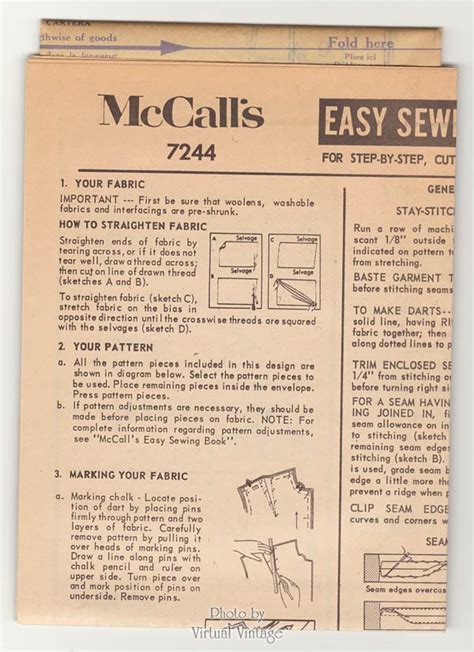 CARTERA
thwise of goods
Fold here
Pliee ici
McCall's
7244
EASY SEW
FOR STEP-BY-STEP, CUT
1. YOUR FABRIC
IMPORTANT --- First be sure that woolens, washable
fabrics and interfacings are pre-shrunk.
HOW TO STRAIGHTEN FABRIC
Straighten ends of fabric by
tearing across, or if it does not
tear well, draw a thread across;
then cut on line of drawn thread
(sketches A and B).
A Selvage
C Selvage
B
D
To straighten fabric (sketch C),
stretch fabric on the bias in
opposite direction until the crosswise threads are squared
with the selvages (sketch D).
2. YOUR PATTERN
a. All the pattern pieces included in this design are
shown in diagram below. Select the pattern pieces to
be used. Place remaining pieces inside the envelope.
Press pattern pieces.
b. If pattern adjustments are necessary, they should be
made before placing pieces on fabric. NOTE: For
complete information regarding pattern adjustments,
see "McCall's Easy Sewing Book".
3. MARKING YOUR FABRIC
a. Marking chalk - Locate posi-
tion of dart by placing pins
firmly through pattern and two
layers of fabric. Carefully
remove pattern by pulling it
over heads of marking pins.
Draw a line along pins with
chalk pencil and ruler on
upper side. Turn piece over
and mark position of pins on
underside. Remove pins.
GENE
STAY-STITC
Run a row of machi
scant 1/8" outside
indicated on pattern t
from stretching.
BASTE GARMENT T
before stitching seams
TO MAKE DARTS-
solid line, having RI
fabric together; then
along dotted lines to p
TRIM ENCLOSED SE
1/4" from stitching o
before turning right si
FOR A SEAM HAVIN
ING JOINED IN, fi
seam allowance on in
to stitching (sketch
remaining seam edges
stitching (sketch B).
is used, grade seam b
edge a little more tha
prevent a ridge when p
CLIP SEAM EDGE
curves and corners w
SEA
Seam edges overcast
Photo by
Virtual Vintage